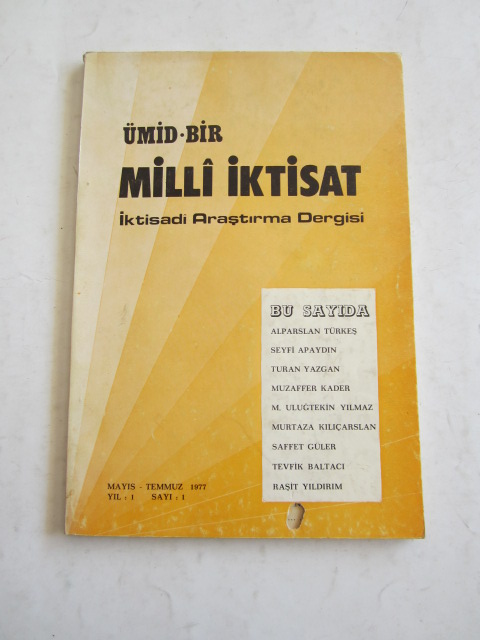 ÜMİD-BİR
MİLLÎ İKTİSAT
İktisadi Araştırma Dergisi
BU SAYIDA
ALPARSLAN TÜRKEŞ
SEYFİ APAYDIN
TURAN YAZGAN
MUZAFFER KADER
M. ULUĞTEKİN YILMAZ
MURTAZA KILIÇARSLAN
SAFFET GÜLER
TEVFİK BALTACI
RAŞİT YILDIRIM
MAYIS - TEMMUZ 1977
YIL : 1 SAYI : 1